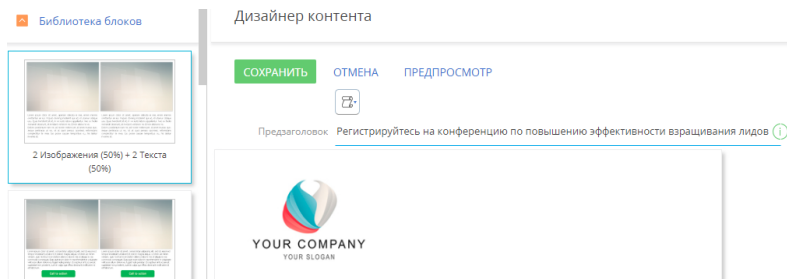 Библиотека блоков
Дизайнер контента
СОХРАНИТЬ ОТМЕНА ПРЕДПРОСМОТР
Предзаголовок Регистрируйтесь на конференцию по повышению эффективности взращивания лидов
2 Изображения (50%) + 2 Текста
(50%)
YOUR COMPANY
YOUR SLOGAN